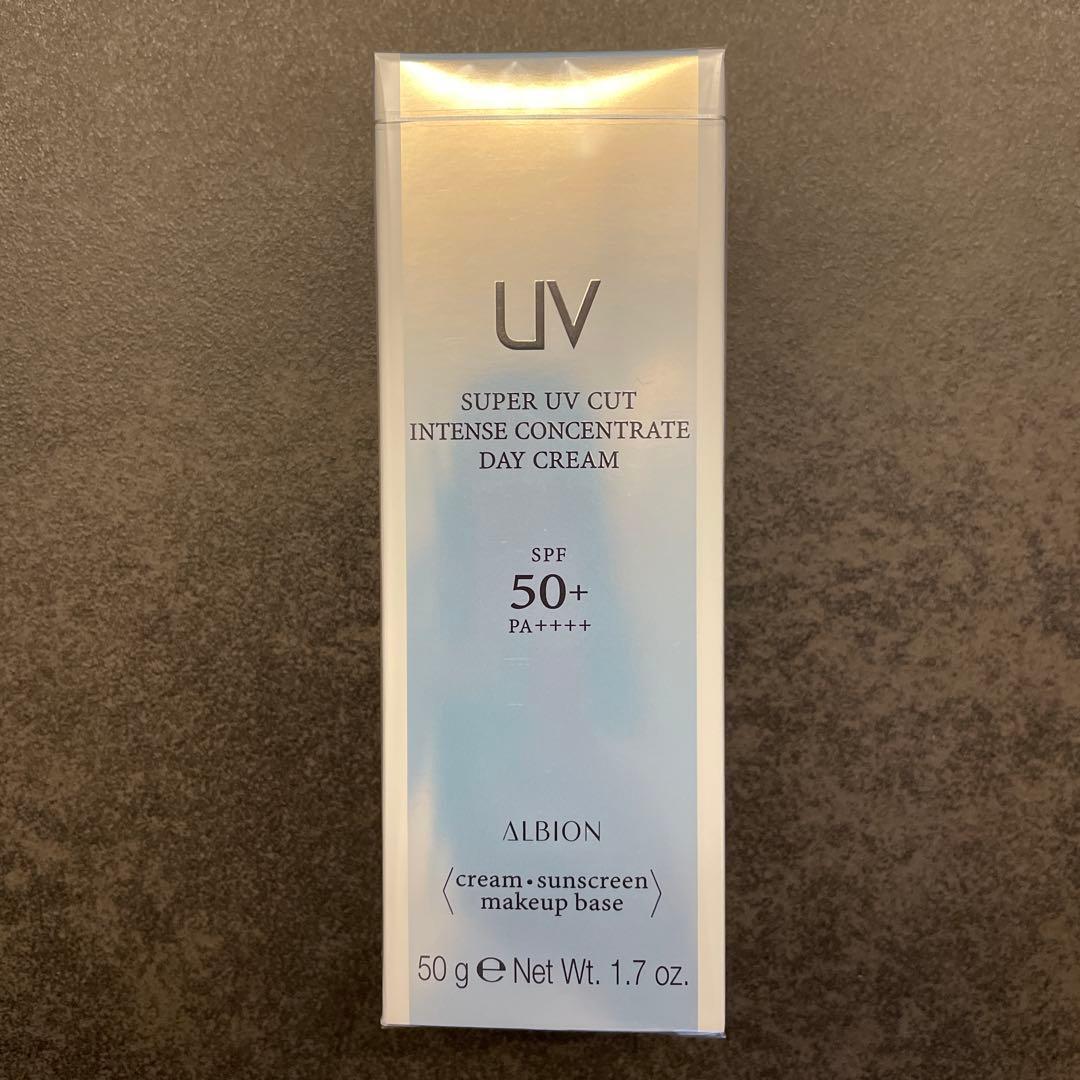 UV
SUPER UV CUT
INTENSE CONCENTRATE
DAY CREAM
SPF
50+
PA++++
ALBION
〈cream・sunscreen
makeup base〉
50 g ℮ Net Wt. 1.7 oz.